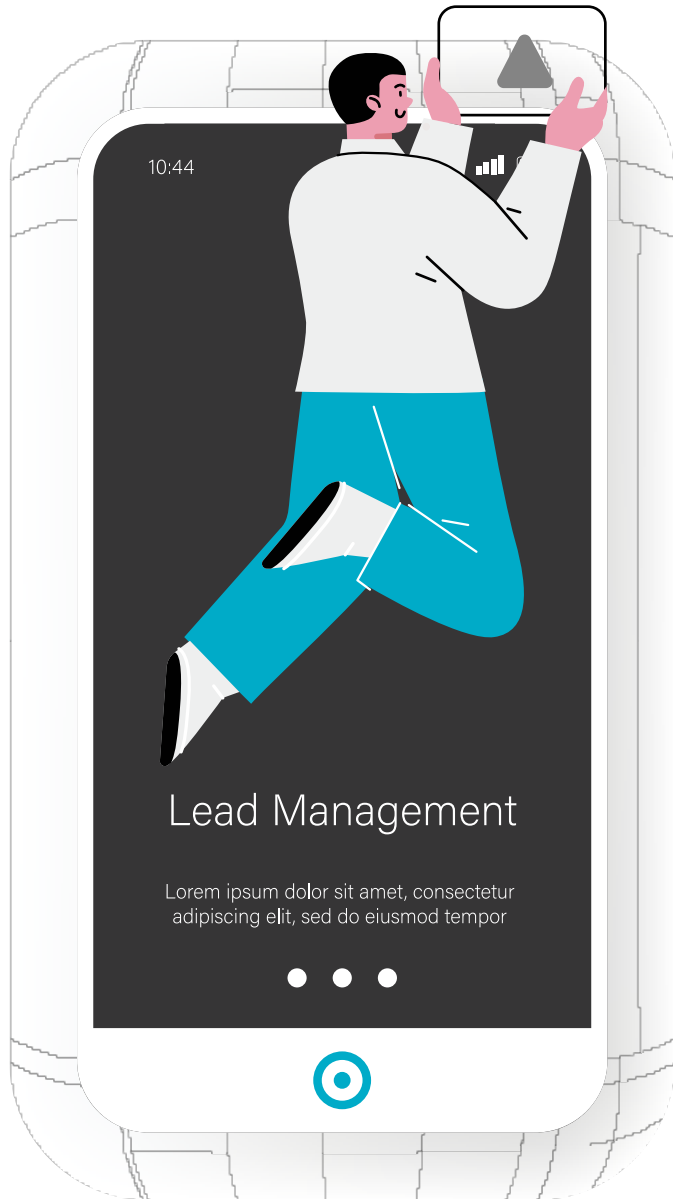 10:44
Lead Management
Lorem ipsum dolor sit amet, consectetur
adipiscing elit, sed do eiusmod tempor